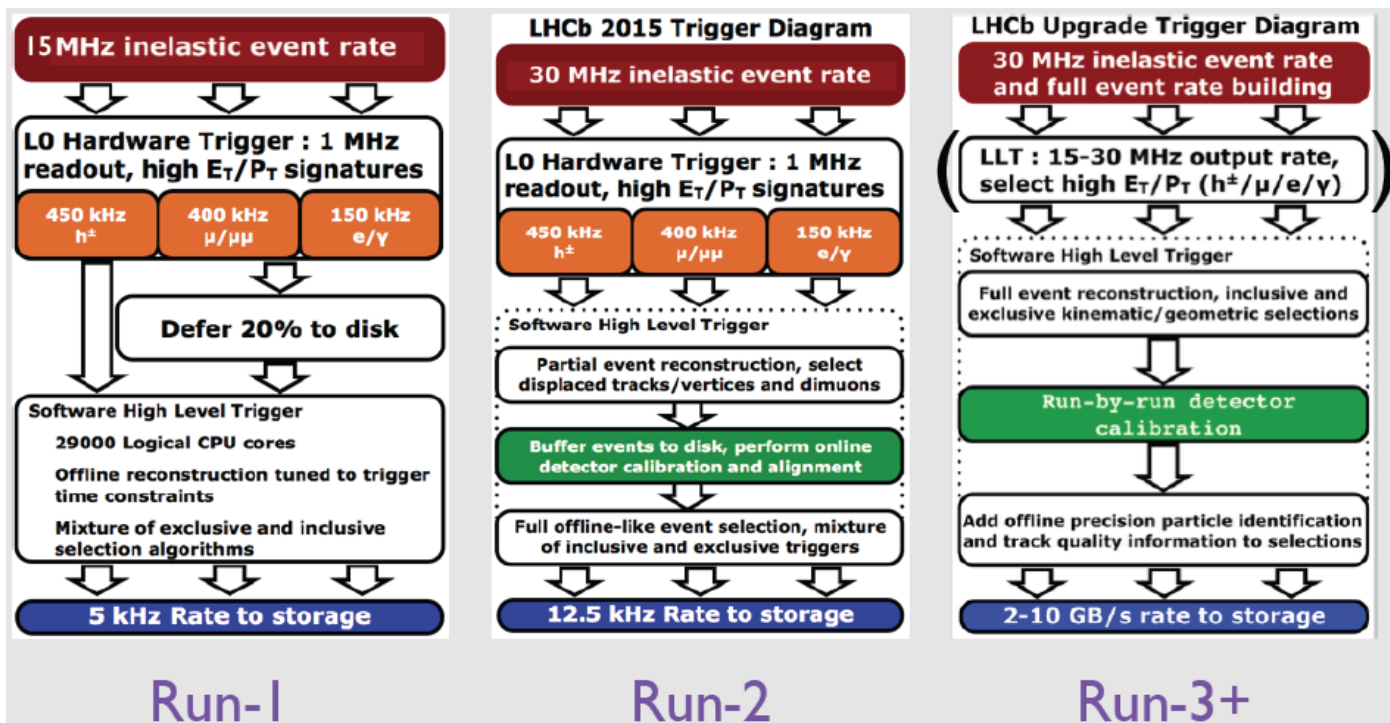 15MHz inelastic event rate
L0 Hardware Trigger : 1 MHz
readout, high ET/PT signatures
450 kHz
h±
400 kHz
μ/μμ
150 kHz
e/γ
Defer 20% to disk
Software High Level Trigger
29000 Logical CPU cores
Offline reconstruction tuned to trigger
time constraints
Mixture of exclusive and inclusive
selection algorithms
5 kHz Rate to storage
Run-1
LHCb 2015 Trigger Diagram
30 MHz inelastic event rate
L0 Hardware Trigger : 1 MHz
readout, high ET/PT signatures
450 kHz
h±
400 kHz
μ/μμ
150 kHz
e/γ
Software High Level Trigger
Partial event reconstruction, select
displaced tracks/vertices and dimuons
Buffer events to disk, perform online
detector calibration and alignment
Full offline-like event selection, mixture
of inclusive and exclusive triggers
12.5 kHz Rate to storage
Run-2
LHCb Upgrade Trigger Diagram
30 MHz inelastic event rate
and full event rate building
( LLT : 15-30 MHz output rate,
select high ET/PT (h±/μ/e/γ) )
Software High Level Trigger
Full event reconstruction, inclusive and
exclusive kinematic/geometric selections
Run-by-run detector
calibration
Add offline precision particle identification
and track quality information to selections
2-10 GB/s rate to storage
Run-3+